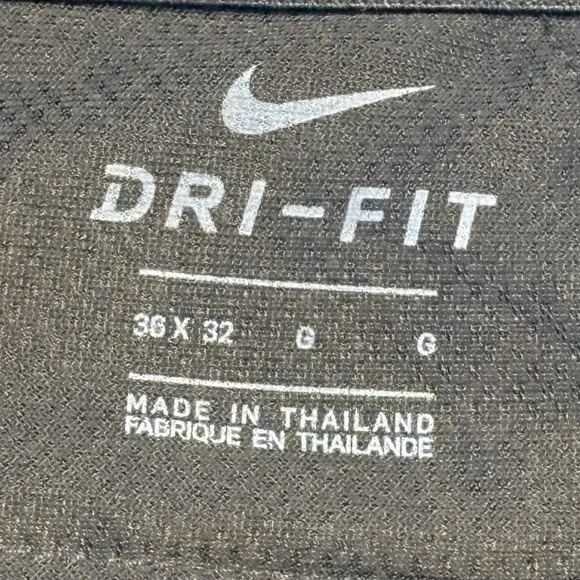 DRI-FIT
36 X 32 G G
MADE IN THAILAND
FABRIQUE EN THAILANDE